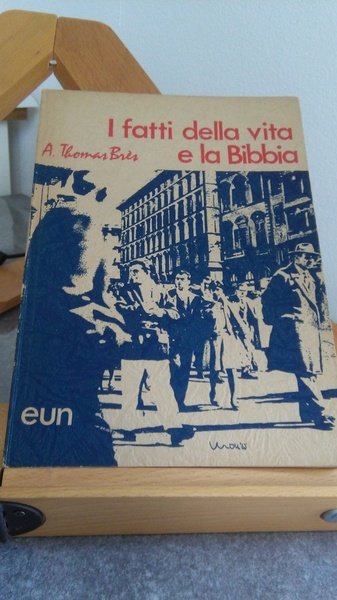 I fatti della vita
A. Thomas Brès
e la Bibbia
eun